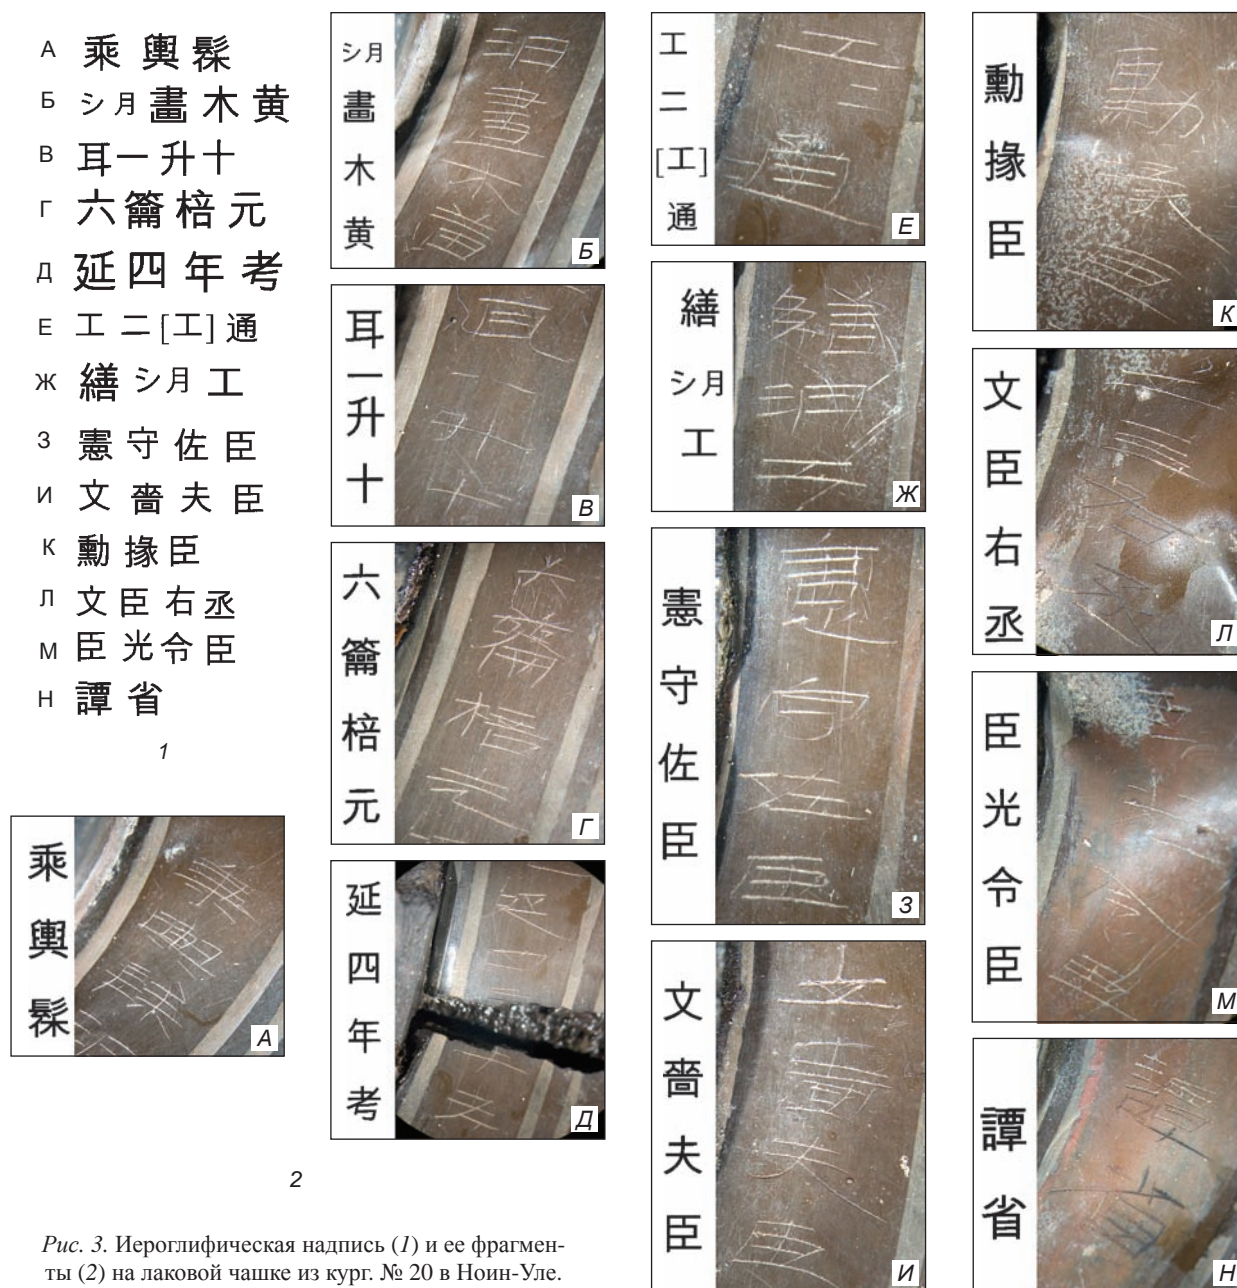 А 乘 輿 髹
Б シ月 畫 木 黄
В 耳一升十
Г 六 籥 棓 元
Д 延 四 年 考
Е 工 二 [工] 通
Ж 繕 シ月 工
З 憲 守 佐 臣
И 文 嗇 夫 臣
К 勳 掾 臣
Л 文 臣 右 丞
М 臣 光 令 臣
Н 譚 省
1
乘
輿
髹
А
シ月
畫
木
黄
Б
耳
一
升
十
В
六
籥
棓
元
Г
延
四
年
考
Д
工
二
[工]
通
Е
繕
シ月
工
Ж
憲
守
佐
臣
З
文
嗇
夫
臣
И
勳
掾
臣
К
文
臣
右
丞
Л
臣
光
令
臣
М
譚
省
Н
2
Рис. 3. Иероглифическая надпись (1) и ее фрагмен-
ты (2) на лаковой чашке из кург. № 20 в Ноин-Уле.